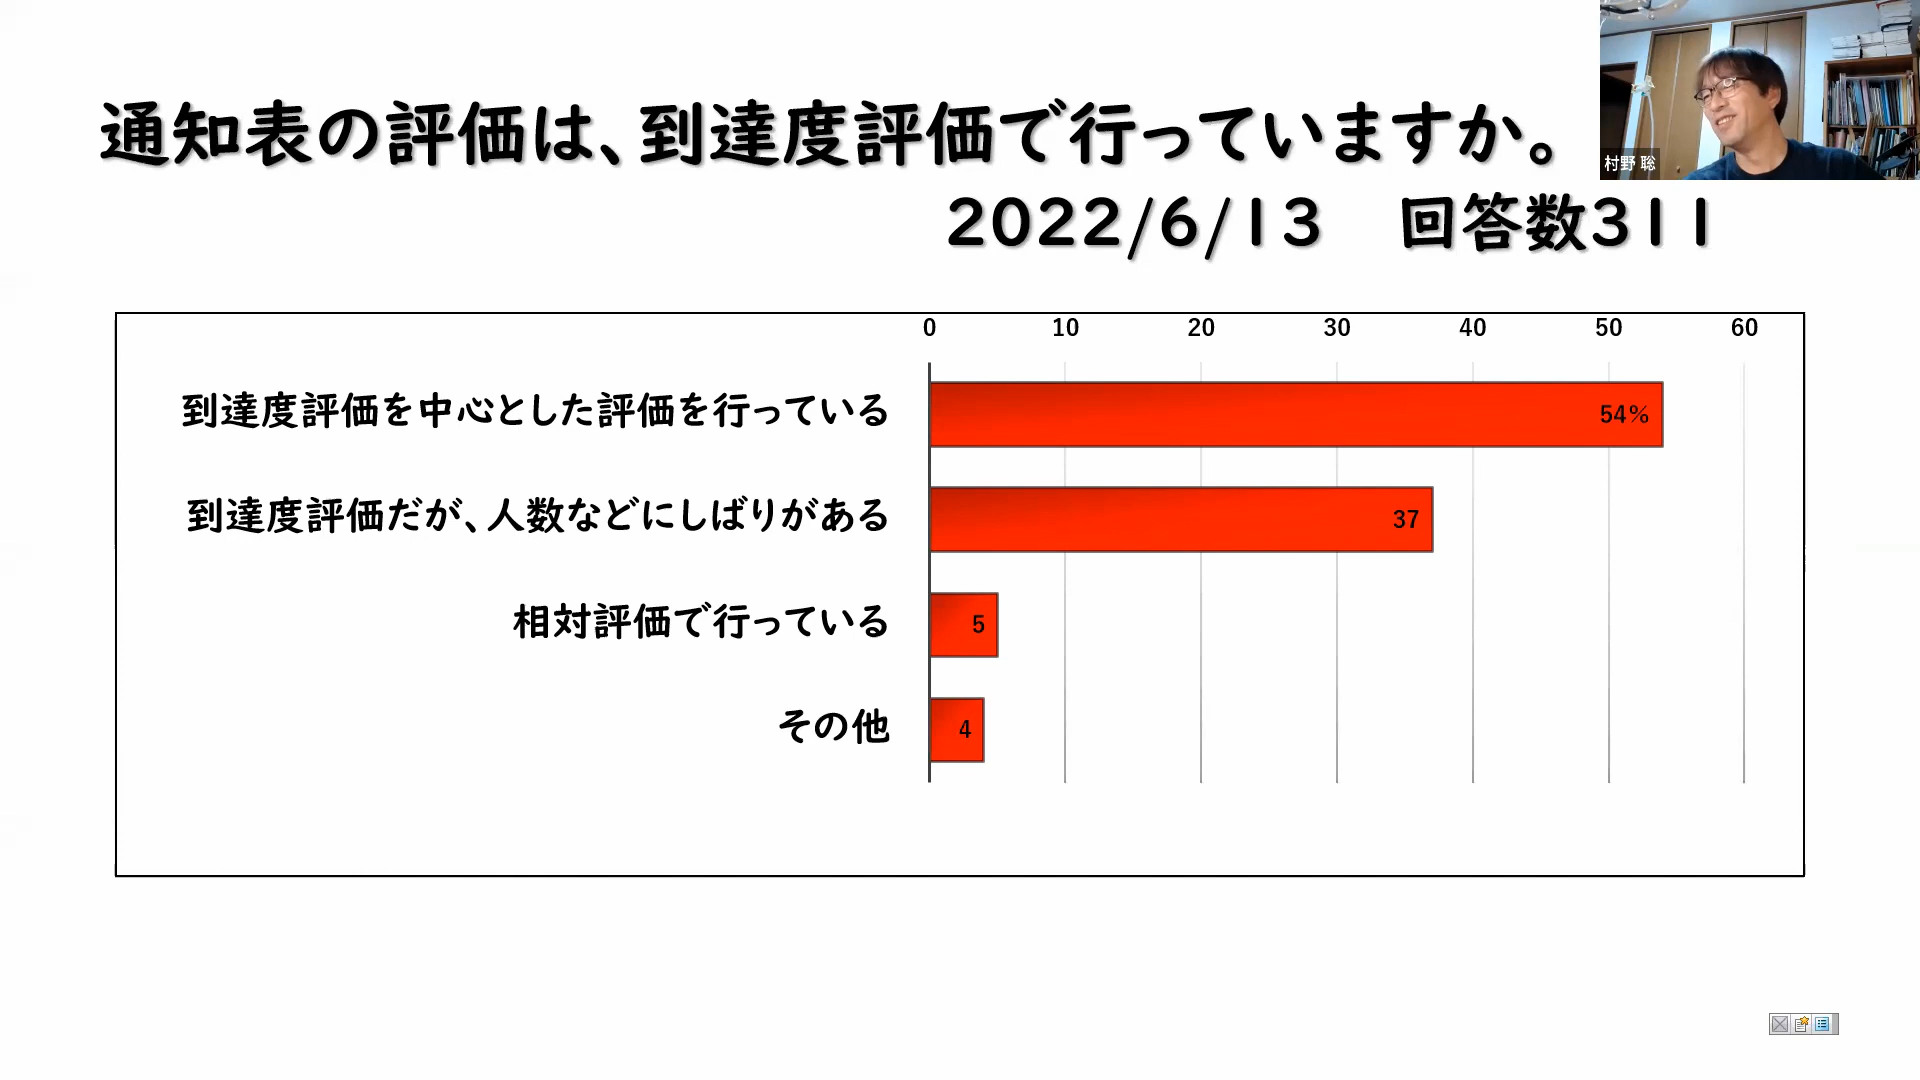 通知表の評価は、到達度評価で行っていますか。
村野 聡
2022/6/13　回答数311
0 10 20 30 40 50 60
到達度評価を中心とした評価を行っている 54%
到達度評価だが、人数などにしばりがある 37
相対評価で行っている 5
その他 4